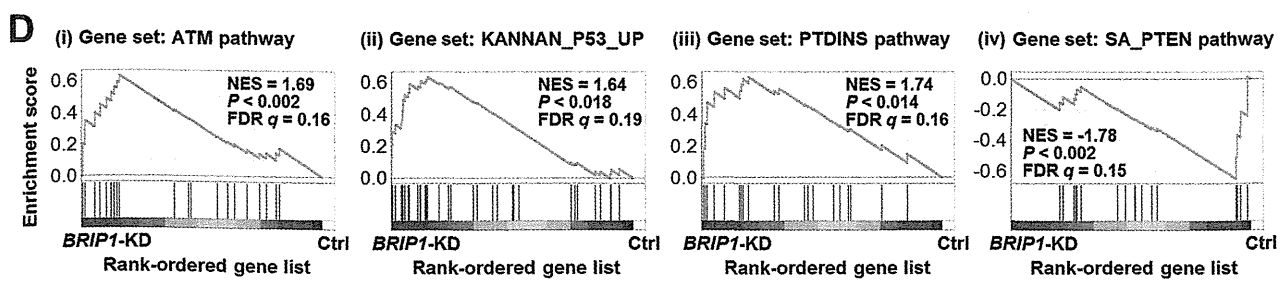 D
(i) Gene set: ATM pathway
(ii) Gene set: KANNAN_P53_UP
(iii) Gene set: PTDINS pathway
(iv) Gene set: SA_PTEN pathway
Enrichment score
0.6
0.4
0.2
0.0
NES = 1.69
P < 0.002
FDR q = 0.16
BRIP1-KD
Ctrl
Rank-ordered gene list
0.6
0.4
0.2
0.0
NES = 1.64
P < 0.018
FDR q = 0.19
BRIP1-KD
Ctrl
Rank-ordered gene list
0.6
0.4
0.2
0.0
NES = 1.74
P < 0.014
FDR q = 0.16
BRIP1-KD
Ctrl
Rank-ordered gene list
0.0
-0.2
-0.4
-0.6
NES = -1.78
P < 0.002
FDR q = 0.15
BRIP1-KD
Ctrl
Rank-ordered gene list